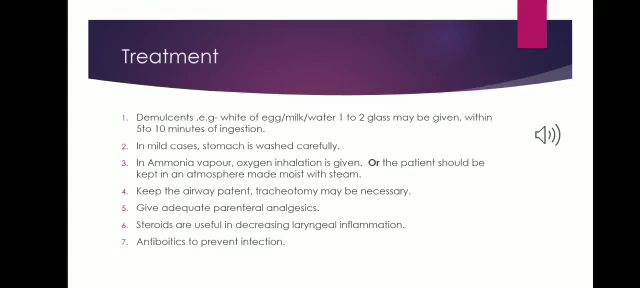 Treatment
1. Demulcents ,e.g- white of egg/milk/water 1 to 2 glass may be given, within
5to 10 minutes of ingestion.
2. In mild cases, stomach is washed carefully.
3. In Ammonia vapour, oxygen inhalation is given. Or the patient should be
kept in an atmosphere made moist with steam.
4. Keep the airway patent, tracheotomy may be necessary.
5. Give adequate parenteral analgesics.
6. Steroids are useful in decreasing laryngeal inflammation.
7. Antiboitics to prevent infection.